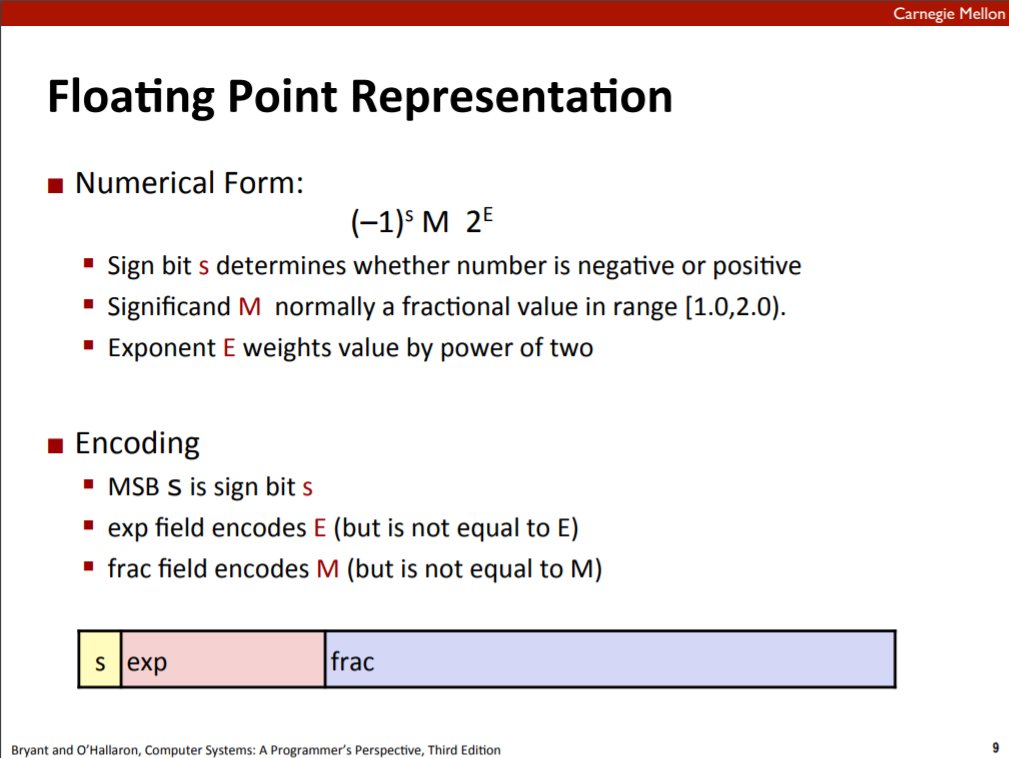 Carnegie Mellon
Floating Point Representation
■ Numerical Form:
(–1)ˢ M 2ᴱ
▪ Sign bit s determines whether number is negative or positive
▪ Significand M normally a fractional value in range [1.0,2.0).
▪ Exponent E weights value by power of two
■ Encoding
▪ MSB s is sign bit s
▪ exp field encodes E (but is not equal to E)
▪ frac field encodes M (but is not equal to M)
s exp frac
Bryant and O'Hallaron, Computer Systems: A Programmer's Perspective, Third Edition 9